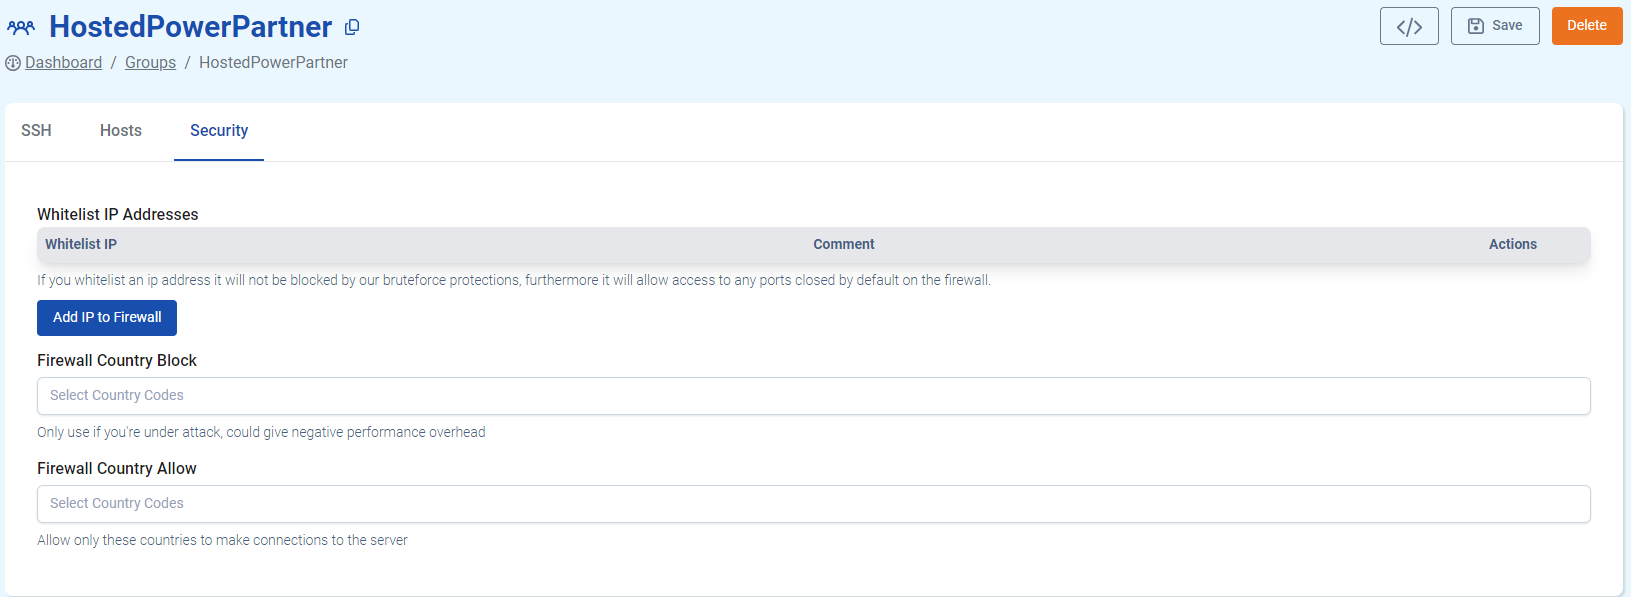 HostedPowerPartner
</> Save Delete
Dashboard / Groups / HostedPowerPartner
SSH Hosts Security
Whitelist IP Addresses
Whitelist IP Comment Actions
If you whitelist an ip address it will not be blocked by our bruteforce protections, furthermore it will allow access to any ports closed by default on the firewall.
Add IP to Firewall
Firewall Country Block
Select Country Codes
Only use if you're under attack, could give negative performance overhead
Firewall Country Allow
Select Country Codes
Allow only these countries to make connections to the server